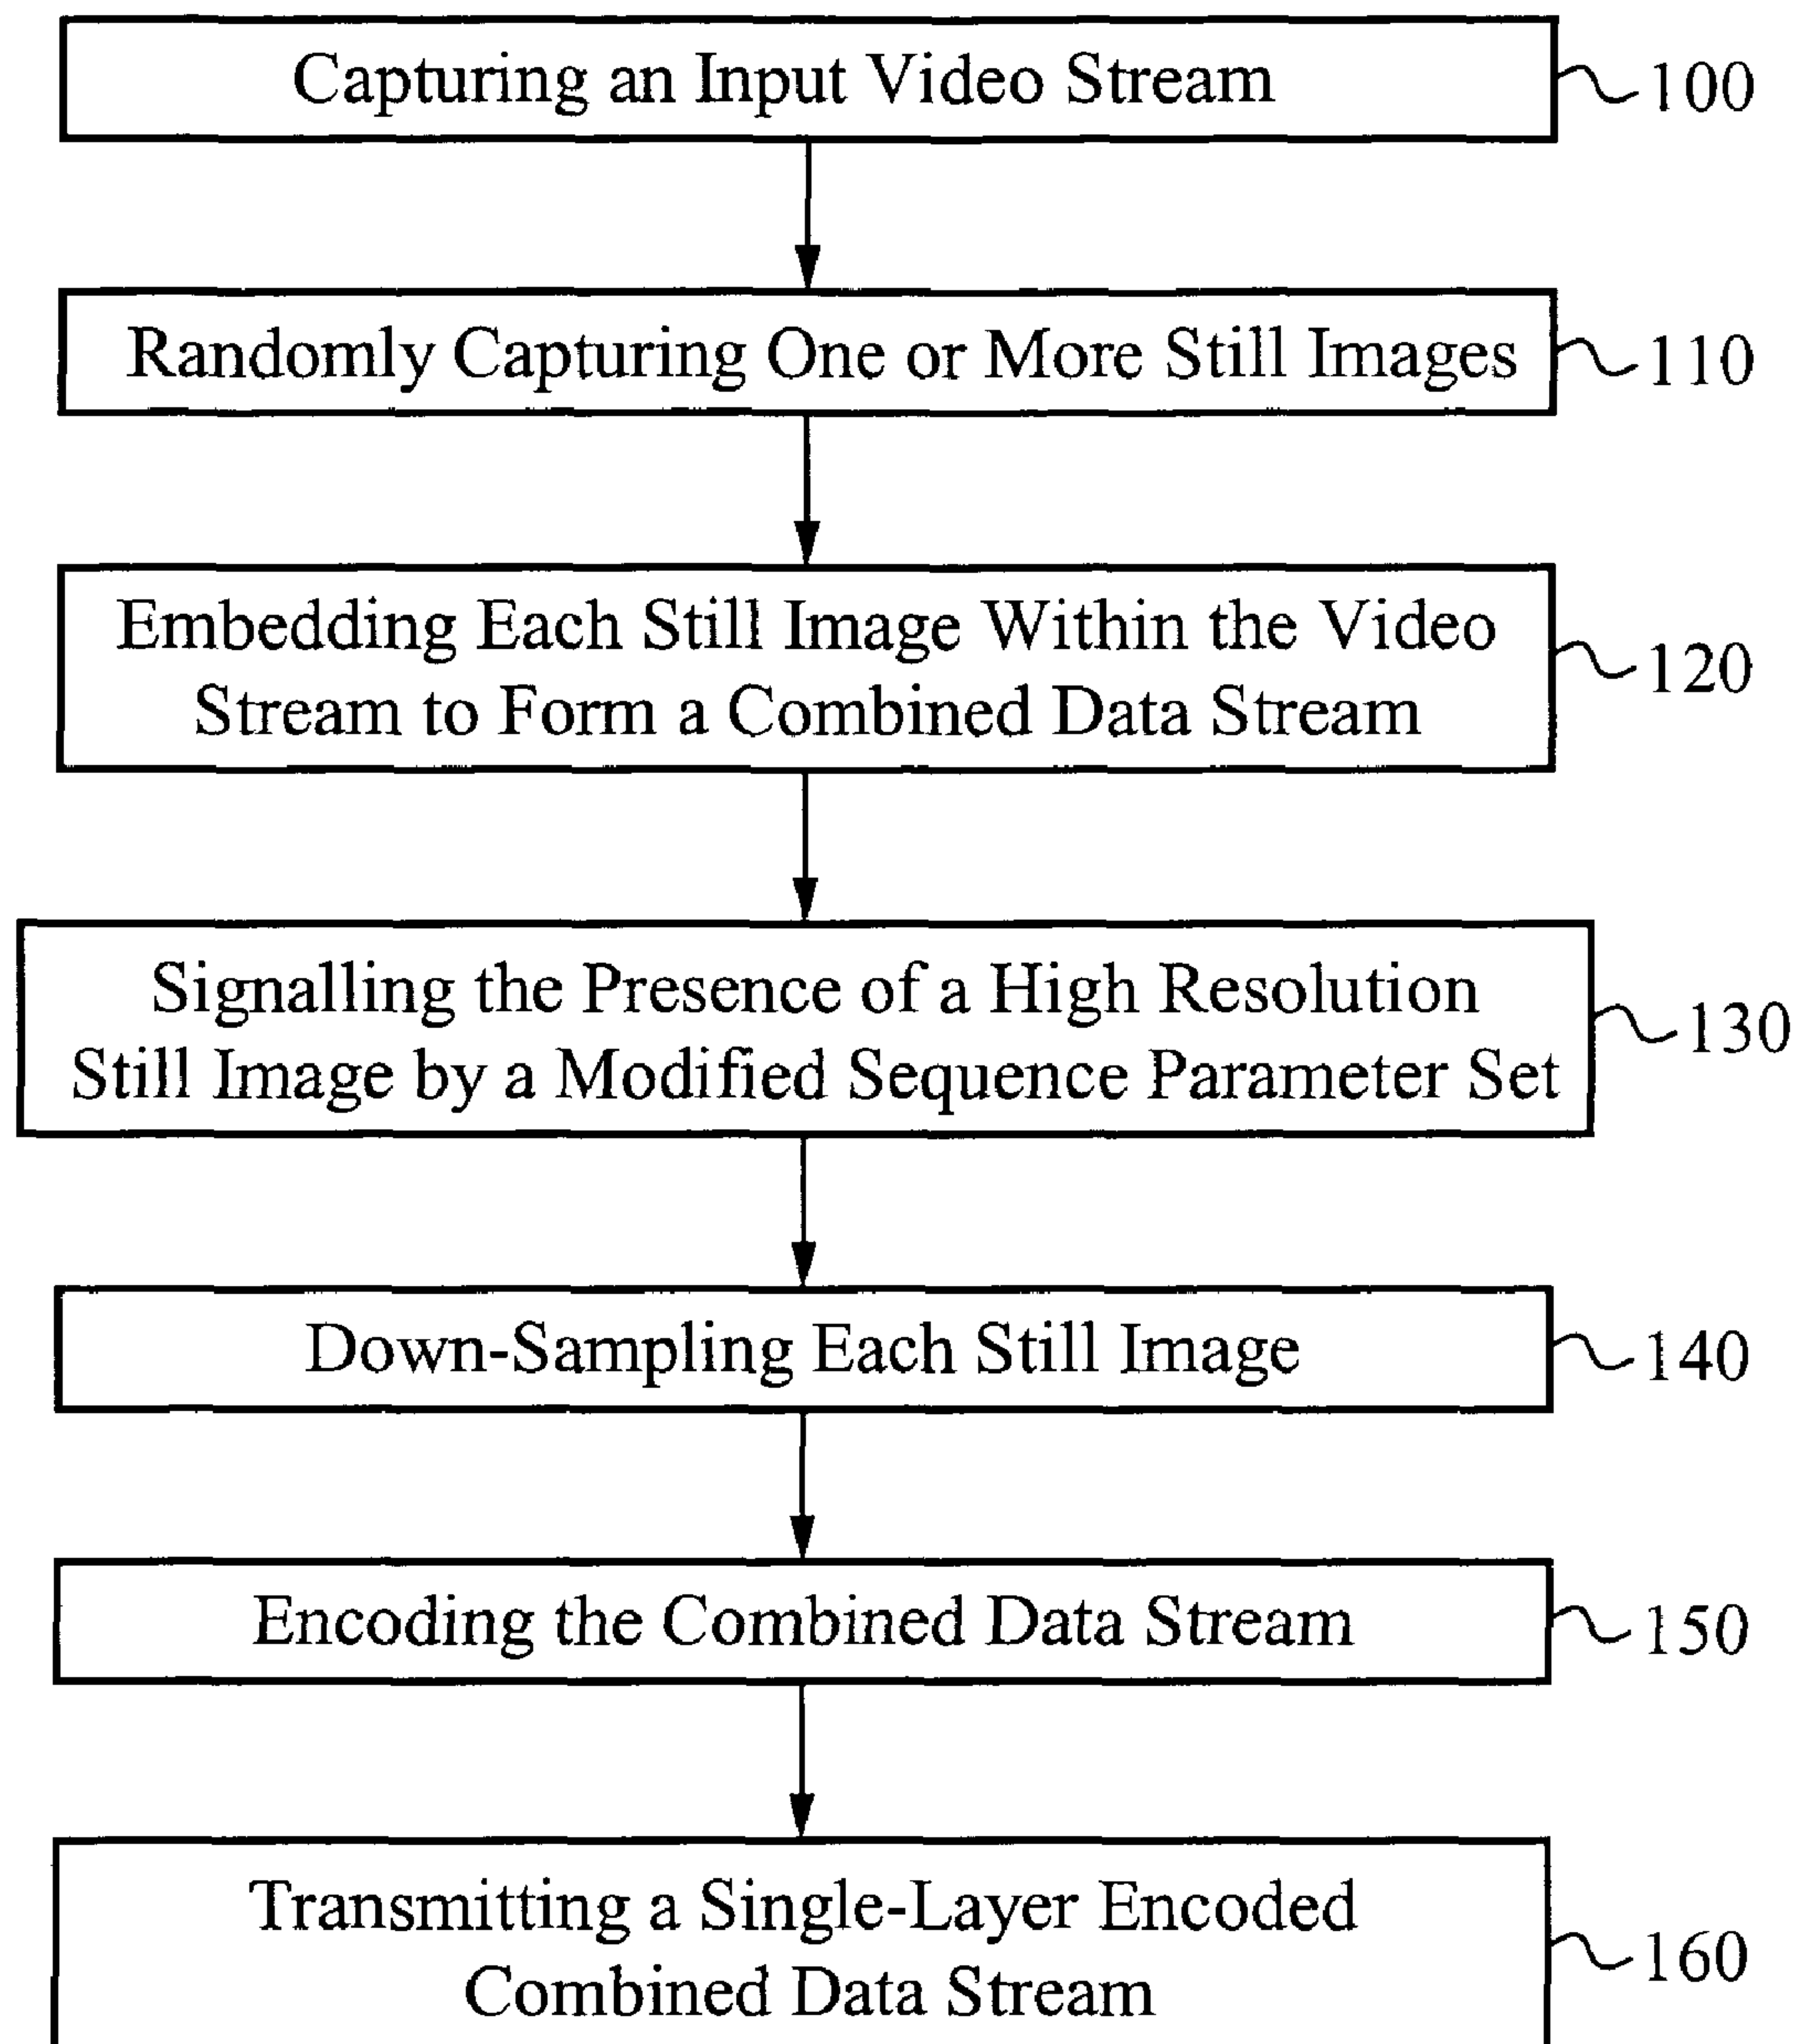 Capturing an Input Video Stream
100
Randomly Capturing One or More Still Images
110
Embedding Each Still Image Within the Video
Stream to Form a Combined Data Stream
120
Signalling the Presence of a High Resolution
Still Image by a Modified Sequence Parameter Set
130
Down-Sampling Each Still Image
140
Encoding the Combined Data Stream
150
Transmitting a Single-Layer Encoded
Combined Data Stream
160